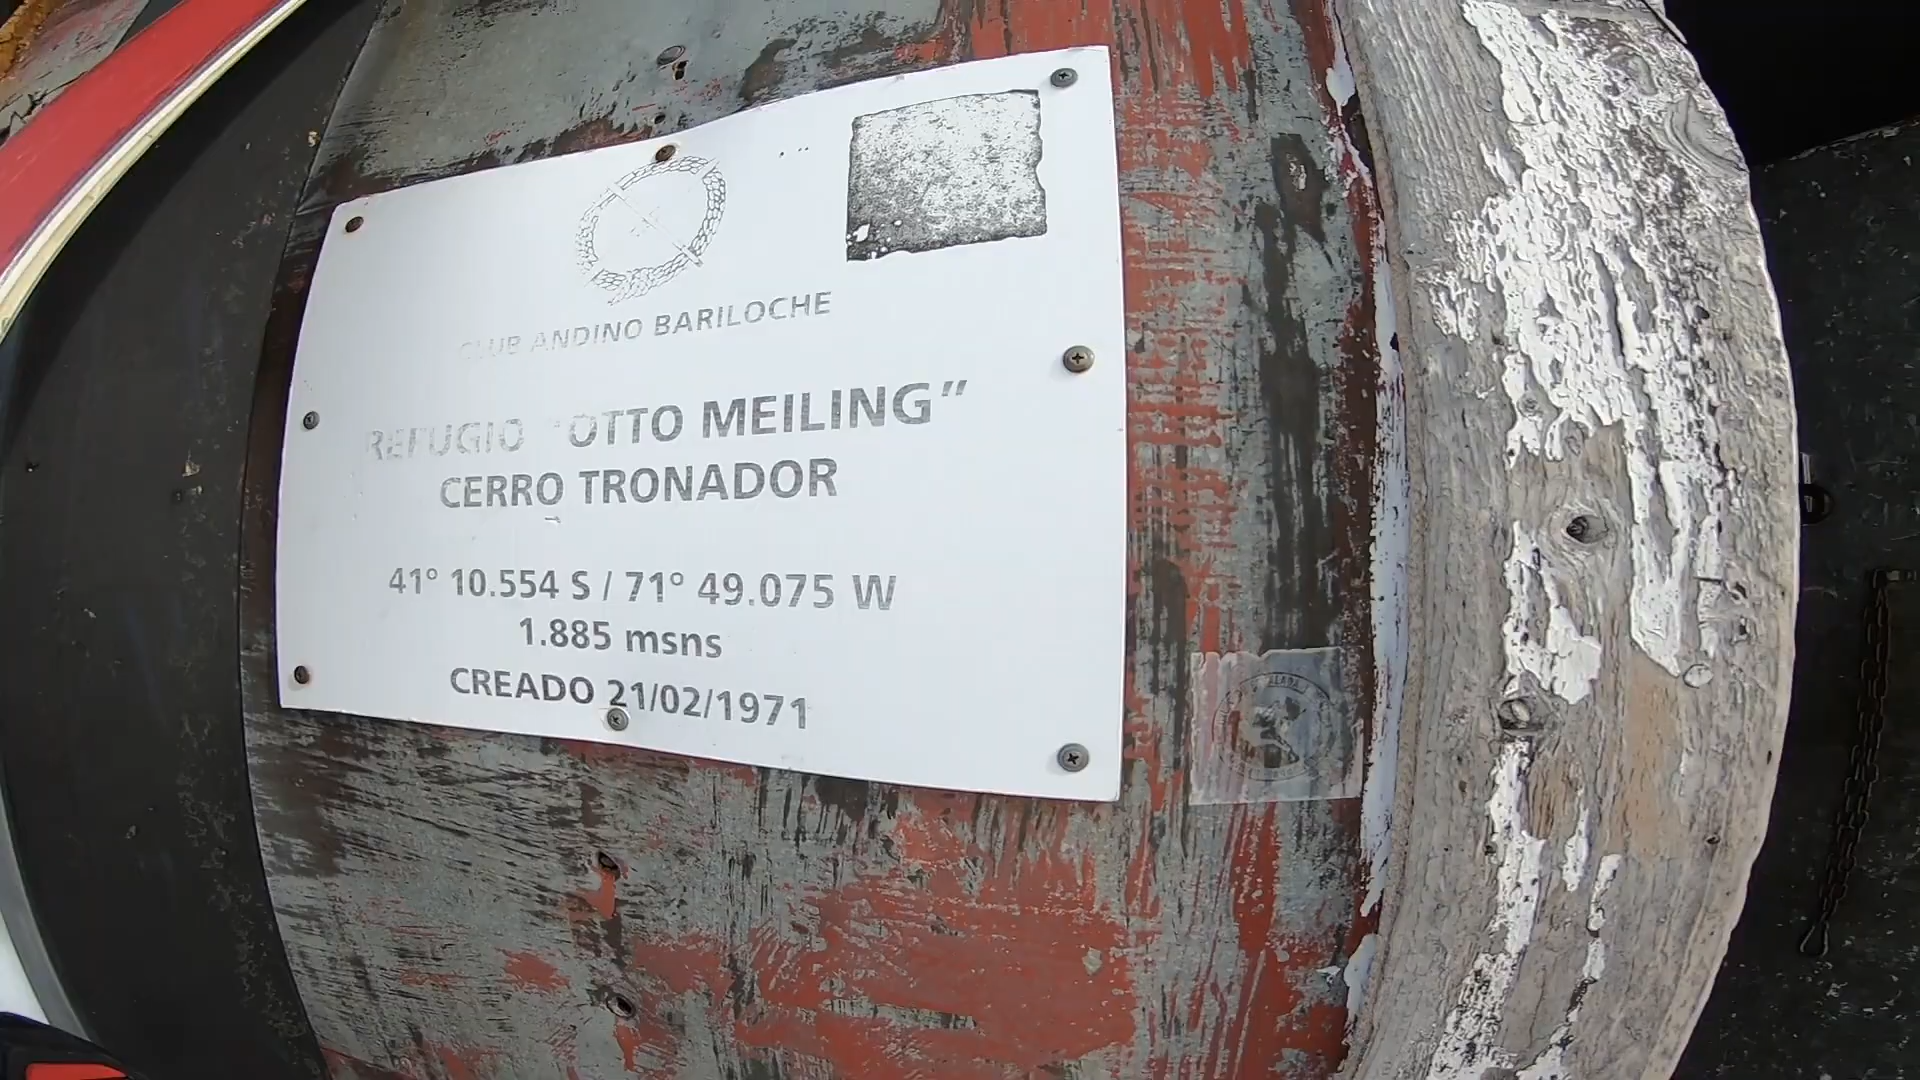 CLUB ANDINO BARILOCHE
REFUGIO "OTTO MEILING"
CERRO TRONADOR
41° 10.554 S / 71° 49.075 W
1.885 msns
CREADO 21/02/1971